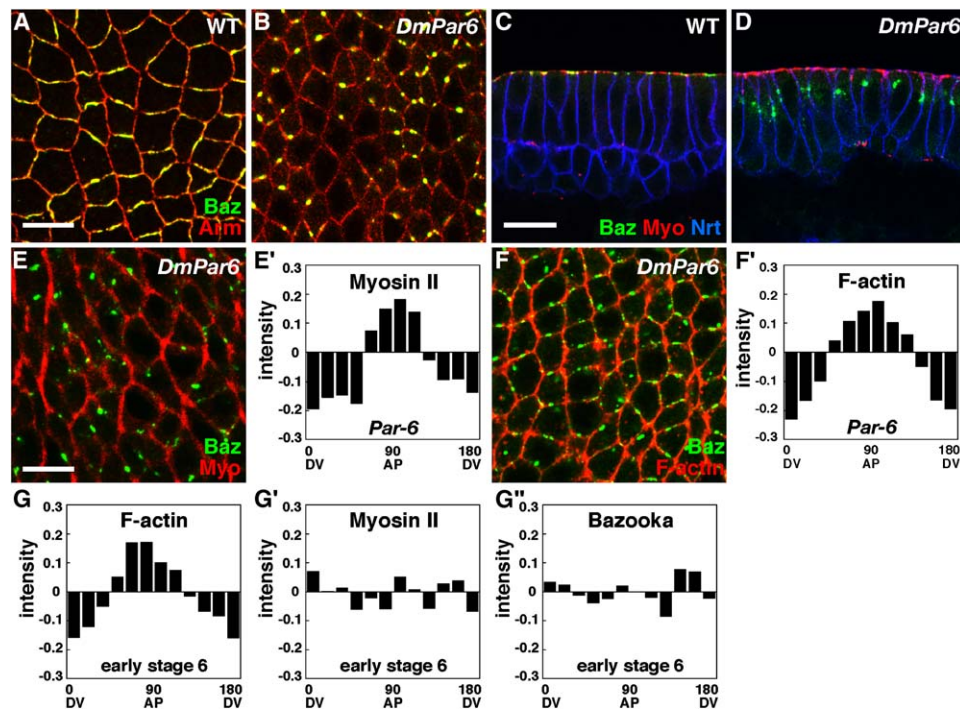 A WT
Baz
Arm
B DmPar6
C WT
Baz Myo Nrt
D DmPar6
E DmPar6
Baz
Myo
E'
Myosin II
intensity
0.3
0.2
0.1
0
-0.1
-0.2
-0.3
Par-6
0 90 180
DV AP DV
F DmPar6
Baz
F-actin
F'
F-actin
intensity
0.3
0.2
0.1
0
-0.1
-0.2
-0.3
Par-6
0 90 180
DV AP DV
G
F-actin
intensity
0.3
0.2
0.1
0
-0.1
-0.2
-0.3
early stage 6
0 90 180
DV AP DV
G'
Myosin II
intensity
0.3
0.2
0.1
0
-0.1
-0.2
-0.3
early stage 6
0 90 180
DV AP DV
G"
Bazooka
intensity
0.3
0.2
0.1
0
-0.1
-0.2
-0.3
early stage 6
0 90 180
DV AP DV